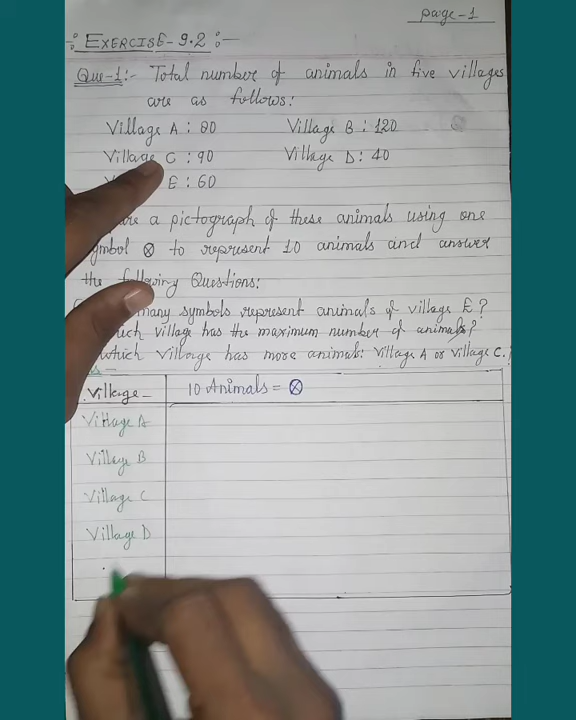 page-1
÷ EXERCISE-9.2 :-
Que-1:- Total number of animals in five villages
are as follows:
Village A : 80 Village B : 120
Village C : 90 Village D : 40
E : 60
a pictograph of these animals using one
mbol ⊗ to represent 10 animals and answer
the following Questions:
many symbols represent animals of village E?
which village has the maximum number of animals?
which village has more animals: village A or village C.
Village 10 Animals = ⊗
Village A
Village B
Village C
Village D